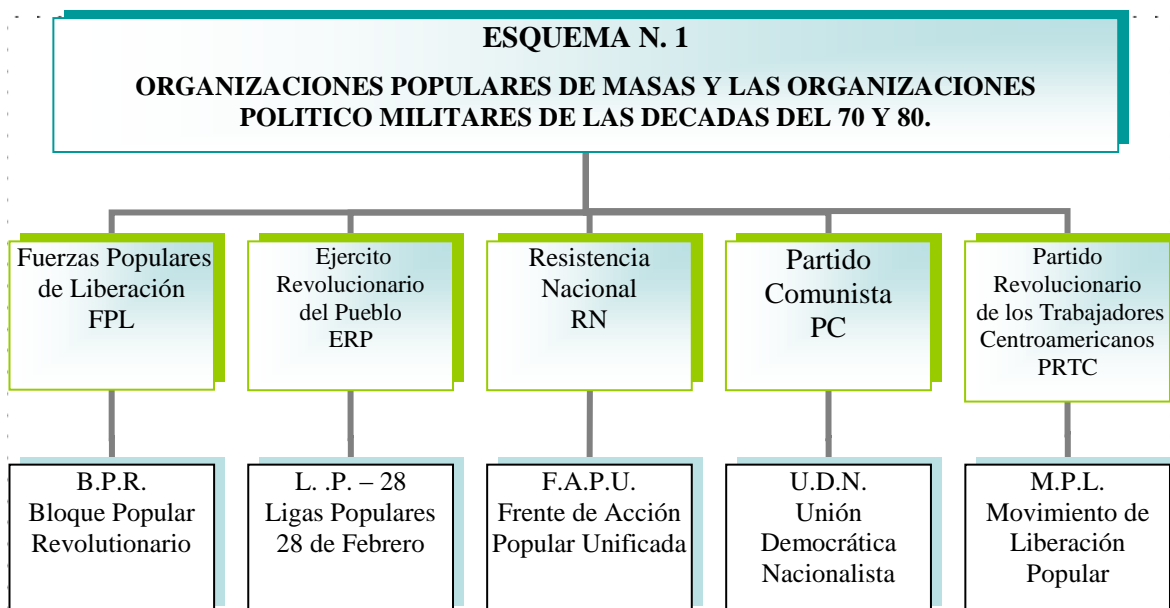 ESQUEMA N. 1
ORGANIZACIONES POPULARES DE MASAS Y LAS ORGANIZACIONES
POLITICO MILITARES DE LAS DECADAS DEL 70 Y 80.
Fuerzas Populares
de Liberación
FPL
Ejercito
Revolucionario
del Pueblo
ERP
Resistencia
Nacional
RN
Partido
Comunista
PC
Partido
Revolucionario
de los Trabajadores
Centroamericanos
PRTC
B.P.R.
Bloque Popular
Revolutionario
L. .P. – 28
Ligas Populares
28 de Febrero
F.A.P.U.
Frente de Acción
Popular Unificada
U.D.N.
Unión
Democrática
Nacionalista
M.P.L.
Movimiento de
Liberación
Popular